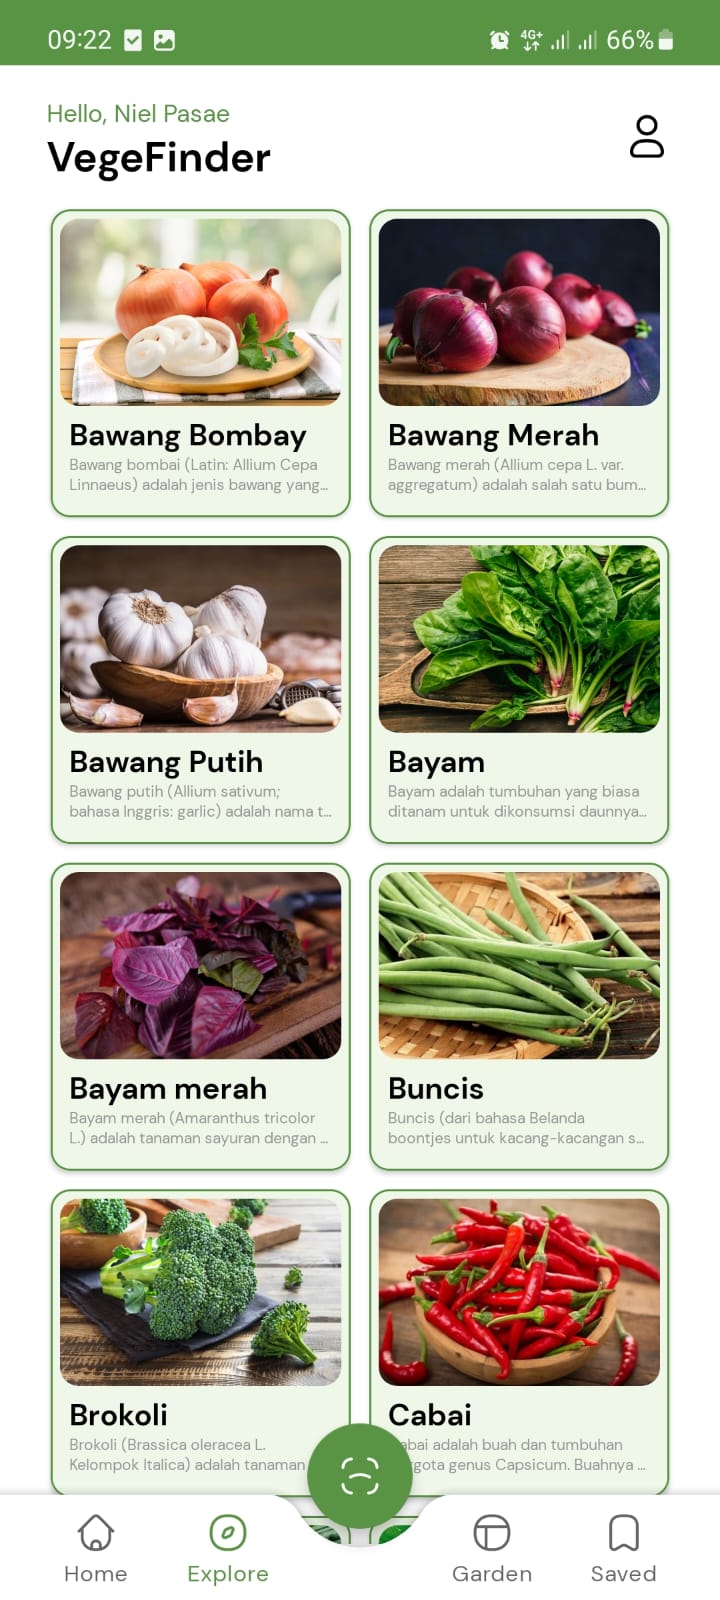 09:22
4G+
66%
Hello, Niel Pasae
VegeFinder
Bawang Bombay
Bawang bombai (Latin: Allium Cepa
Linnaeus) adalah jenis bawang yang...
Bawang Merah
Bawang merah (Allium cepa L. var.
aggregatum) adalah salah satu bum...
Bawang Putih
Bawang putih (Allium sativum;
bahasa Inggris: garlic) adalah nama t...
Bayam
Bayam adalah tumbuhan yang biasa
ditanam untuk dikonsumsi daunnya...
Bayam merah
Bayam merah (Amaranthus tricolor
L.) adalah tanaman sayuran dengan ...
Buncis
Buncis (dari bahasa Belanda
boontjes untuk kacang-kacangan s...
Brokoli
Brokoli (Brassica oleracea L.
Kelompok Italica) adalah tanaman
Cabai
abai adalah buah dan tumbuhan
gota genus Capsicum. Buahnya ...
Home
Explore
Garden
Saved